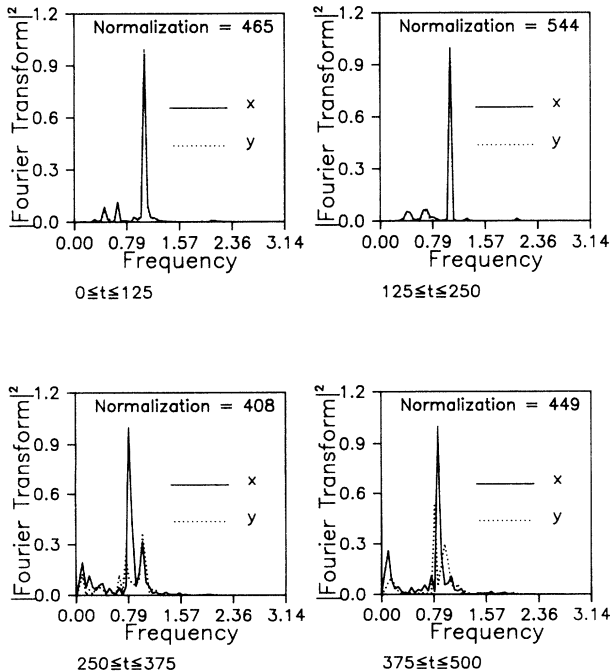 |Fourier Transform|²
1.2
0.9
0.6
0.3
0.0
Normalization = 465
x
y
0.00 0.79 1.57 2.36 3.14
Frequency
0≦t≦125
|Fourier Transform|²
1.2
0.9
0.6
0.3
0.0
Normalization = 544
x
y
0.00 0.79 1.57 2.36 3.14
Frequency
125≦t≦250
|Fourier Transform|²
1.2
0.9
0.6
0.3
0.0
Normalization = 408
x
y
0.00 0.79 1.57 2.36 3.14
Frequency
250≦t≦375
|Fourier Transform|²
1.2
0.9
0.6
0.3
0.0
Normalization = 449
x
y
0.00 0.79 1.57 2.36 3.14
Frequency
375≦t≦500